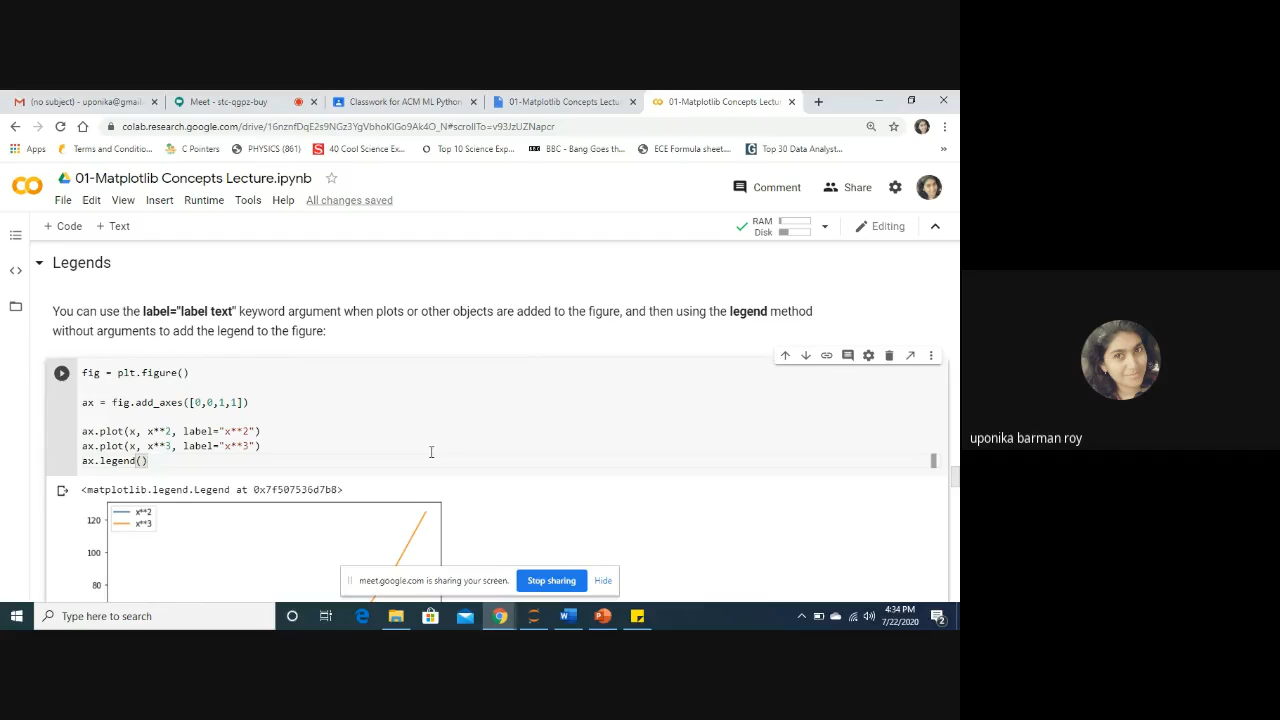 (no subject) - uponika@gmai
Meet - stc-qgpz-buy
Classwork for ACM ML Python
01-Matplotlib Concepts Lectu
01-Matplotlib Concepts Lectu
colab.research.google.com/drive/16nznfDqE2s9NGz3YgVbhoKIGo9Ak4O_N#scrollTo=v93JzUZNapcr
Apps
Terms and Conditio...
C Pointers
PHYSICS (861)
40 Cool Science Ex...
Top 10 Science Exp...
BBC - Bang Goes th...
ECE Formula sheet....
Top 30 Data Analyst...
»
01-Matplotlib Concepts Lecture.ipynb
Comment
Share
File Edit View Insert Runtime Tools Help All changes saved
+ Code + Text
RAM
Disk
Editing
Legends
You can use the label="label text" keyword argument when plots or other objects are added to the figure, and then using the legend method
without arguments to add the legend to the figure:
fig = plt.figure()
ax = fig.add_axes([0,0,1,1])
ax.plot(x, x**2, label="x**2")
ax.plot(x, x**3, label="x**3")
ax.legend()
<matplotlib.legend.Legend at 0x7f507536d7b8>
x**2
x**3
120
100
80
meet.google.com is sharing your screen.
Stop sharing
Hide
Type here to search
4:34 PM
7/22/2020
2
uponika barman roy